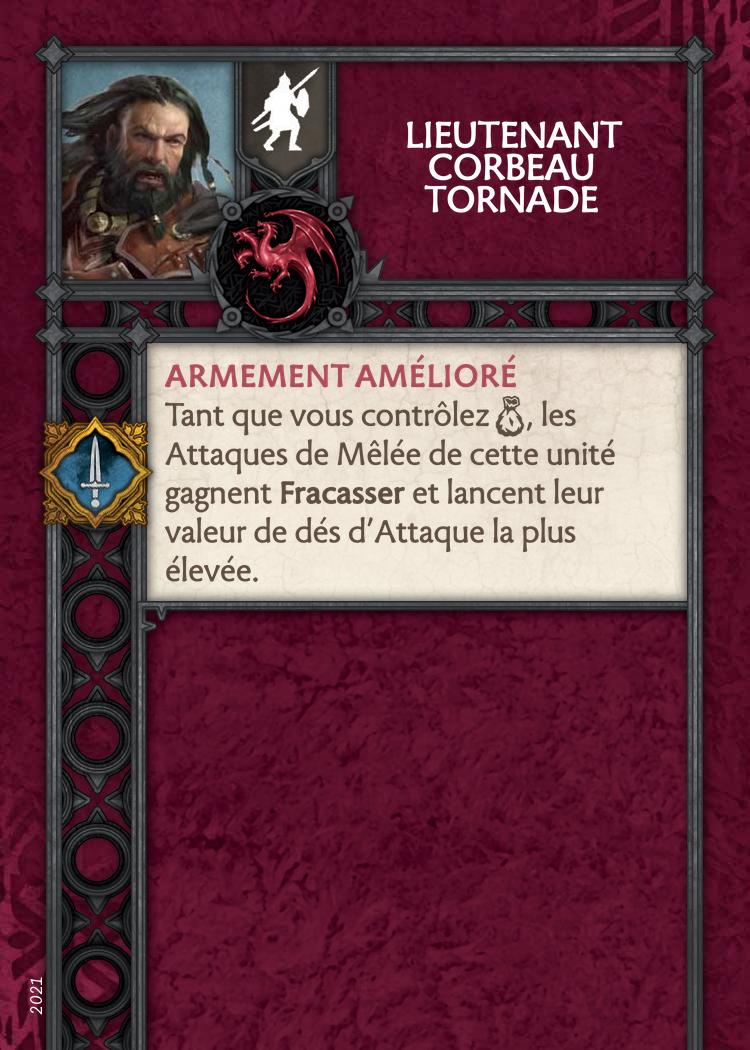 LIEUTENANT
CORBEAU
TORNADE
ARMEMENT AMÉLIORÉ
Tant que vous contrôlez , les
Attaques de Mêlée de cette unité
gagnent Fracasser et lancent leur
valeur de dés d'Attaque la plus
élevée.
2021